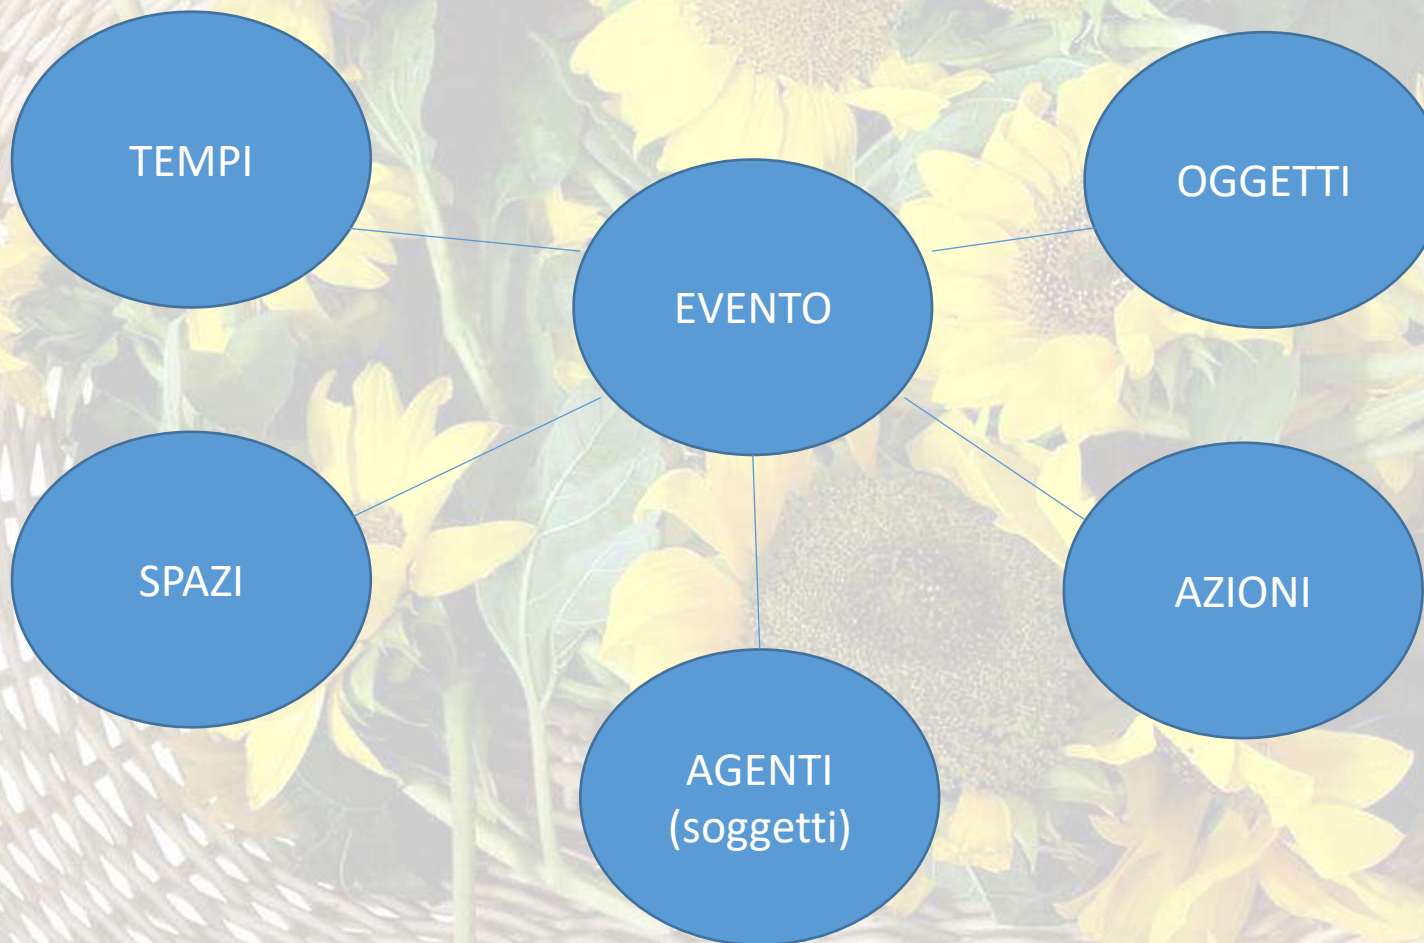 TEMPI
OGGETTI
EVENTO
SPAZI
AZIONI
AGENTI
(soggetti)